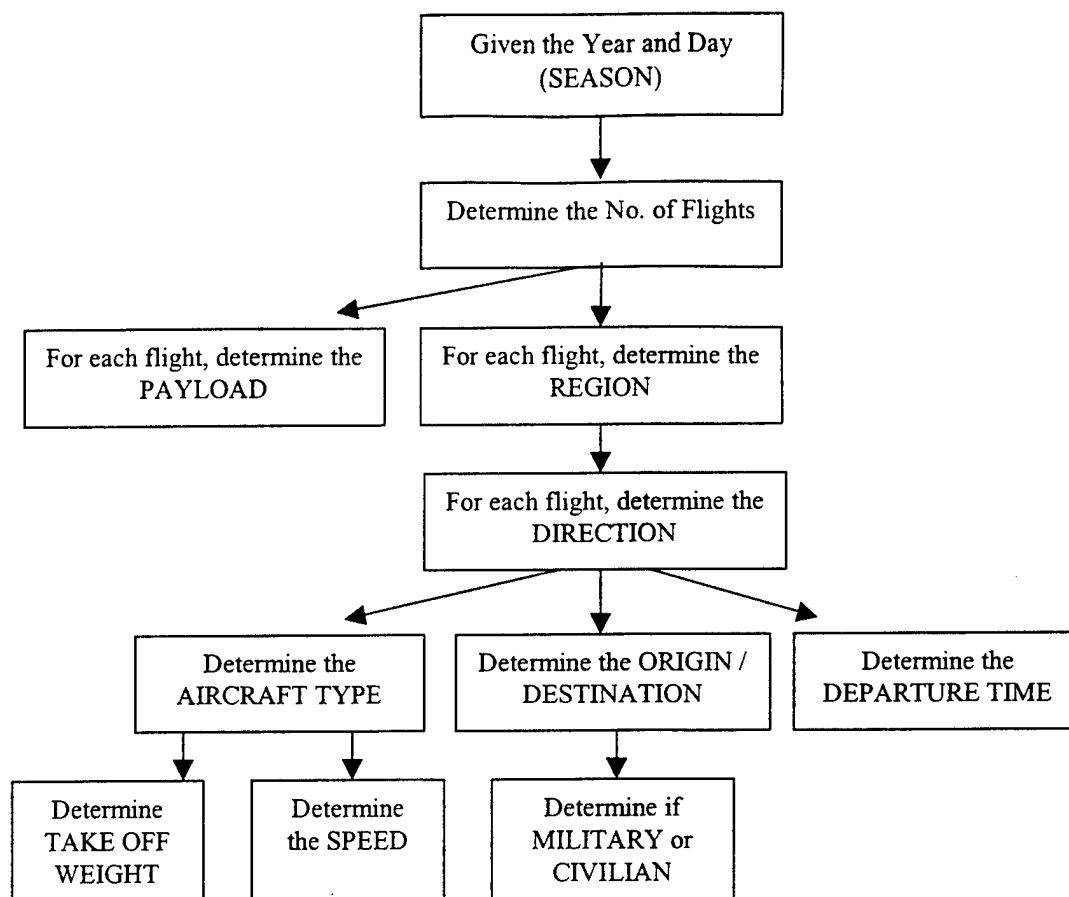 Given the Year and Day
(SEASON)
Determine the No. of Flights
For each flight, determine the
PAYLOAD
For each flight, determine the
REGION
For each flight, determine the
DIRECTION
Determine the
AIRCRAFT TYPE
Determine the ORIGIN /
DESTINATION
Determine the
DEPARTURE TIME
Determine
TAKE OFF
WEIGHT
Determine
the SPEED
Determine if
MILITARY or
CIVILIAN